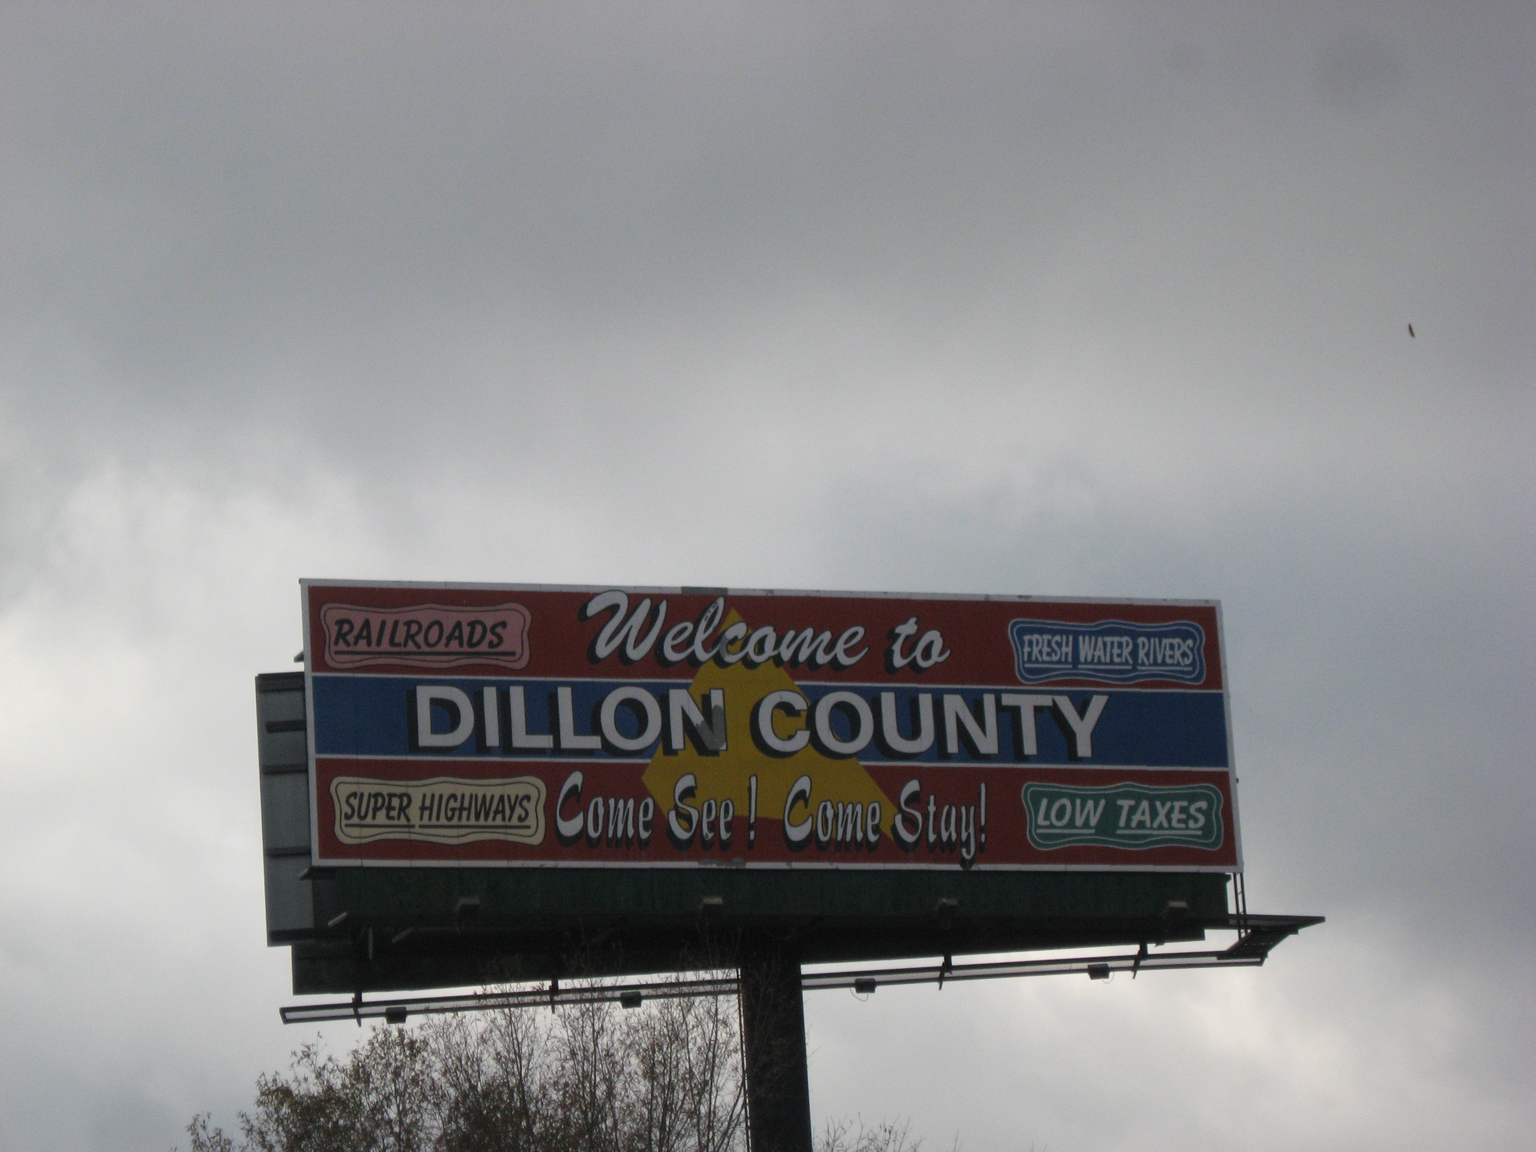 RAILROADS
Welcome to
FRESH WATER RIVERS
DILLON COUNTY
SUPER HIGHWAYS
Come See! Come Stay!
LOW TAXES